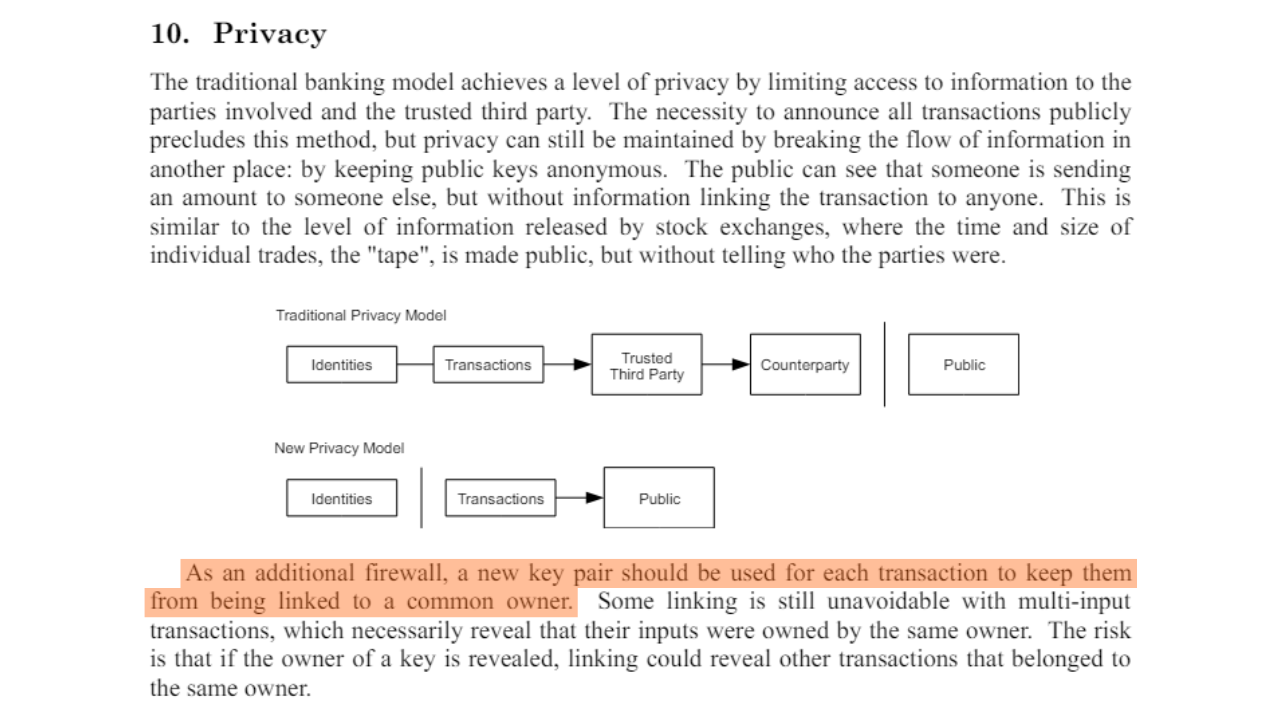 10. Privacy
The traditional banking model achieves a level of privacy by limiting access to information to the
parties involved and the trusted third party. The necessity to announce all transactions publicly
precludes this method, but privacy can still be maintained by breaking the flow of information in
another place: by keeping public keys anonymous. The public can see that someone is sending
an amount to someone else, but without information linking the transaction to anyone. This is
similar to the level of information released by stock exchanges, where the time and size of
individual trades, the "tape", is made public, but without telling who the parties were.
Traditional Privacy Model
Identities
Transactions
Trusted
Third Party
Counterparty
Public
New Privacy Model
Identities
Transactions
Public
As an additional firewall, a new key pair should be used for each transaction to keep them
from being linked to a common owner. Some linking is still unavoidable with multi-input
transactions, which necessarily reveal that their inputs were owned by the same owner. The risk
is that if the owner of a key is revealed, linking could reveal other transactions that belonged to
the same owner.